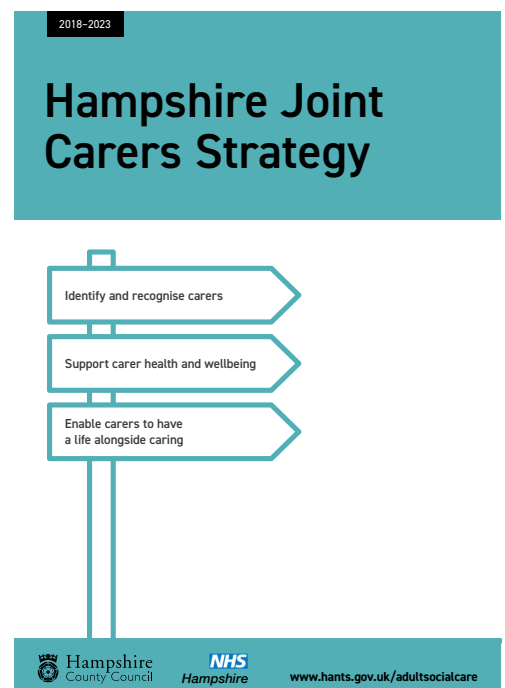 2018–2023
Hampshire Joint
Carers Strategy
Identify and recognise carers
Support carer health and wellbeing
Enable carers to have
a life alongside caring
Hampshire
County Council
NHS
Hampshire
www.hants.gov.uk/adultsocialcare